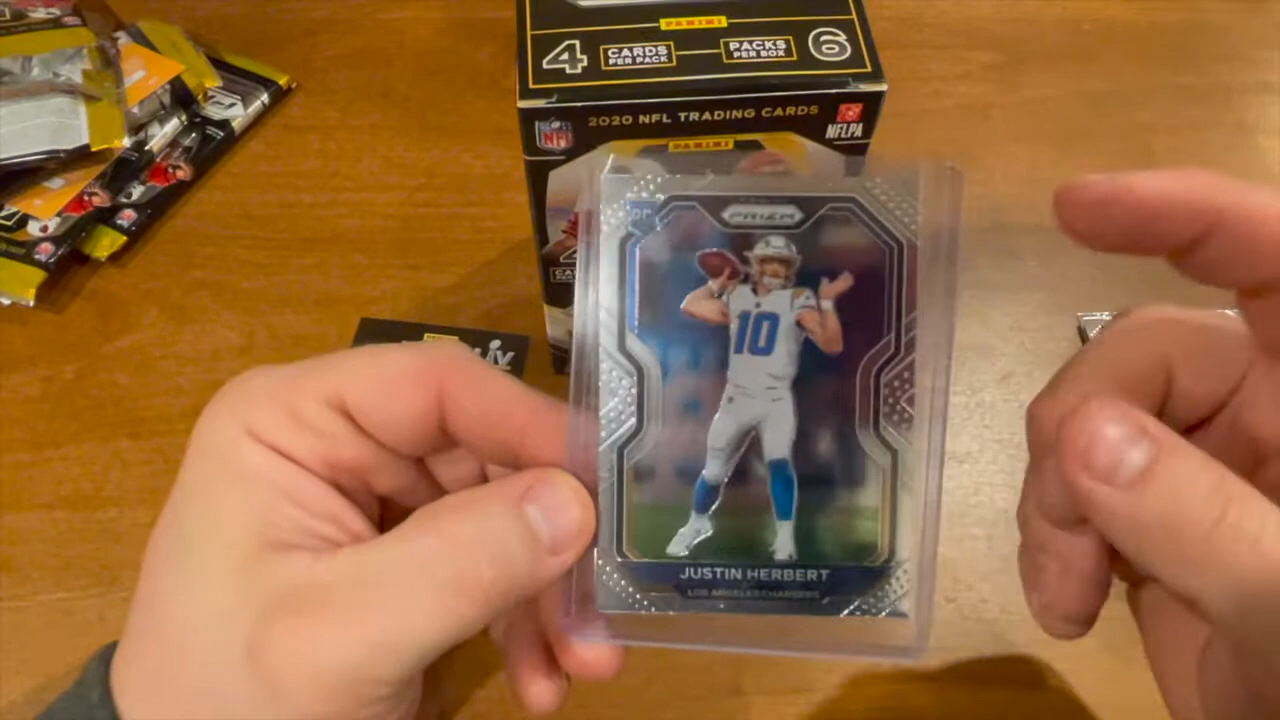 PANINI
4 CARDS PER PACK PACKS PER BOX 6
2020 NFL TRADING CARDS
NFL
NFLPA
PANINI
RC
PRIZM
10
JUSTIN HERBERT
LOS ANGELES CHARGERS
LIV